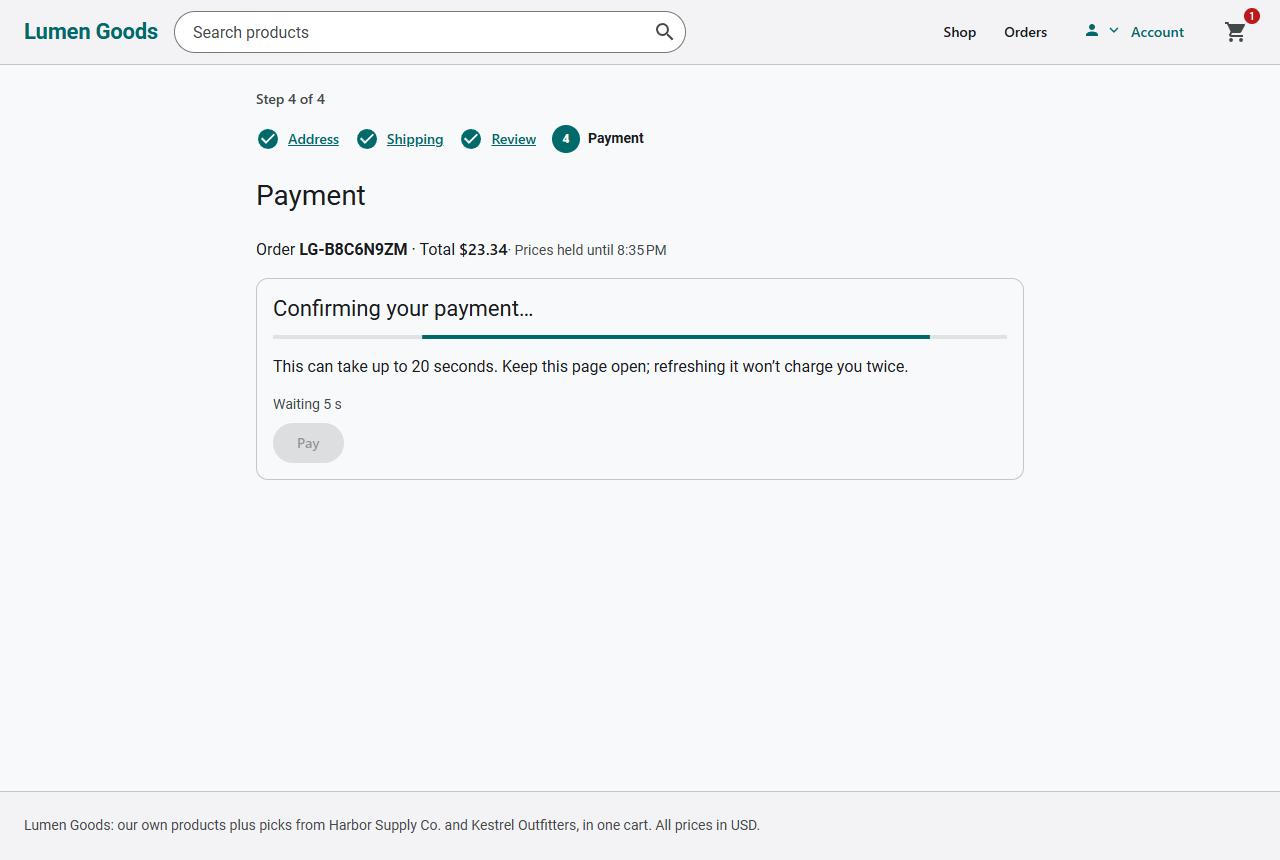 Lumen Goods
Search products
Shop
Orders
Account
1
Step 4 of 4
Address
Shipping
Review
4
Payment
Payment
Order LG-B8C6N9ZM · Total $23.34· Prices held until 8:35 PM
Confirming your payment…
This can take up to 20 seconds. Keep this page open; refreshing it won’t charge you twice.
Waiting 5 s
Pay
Lumen Goods: our own products plus picks from Harbor Supply Co. and Kestrel Outfitters, in one cart. All prices in USD.